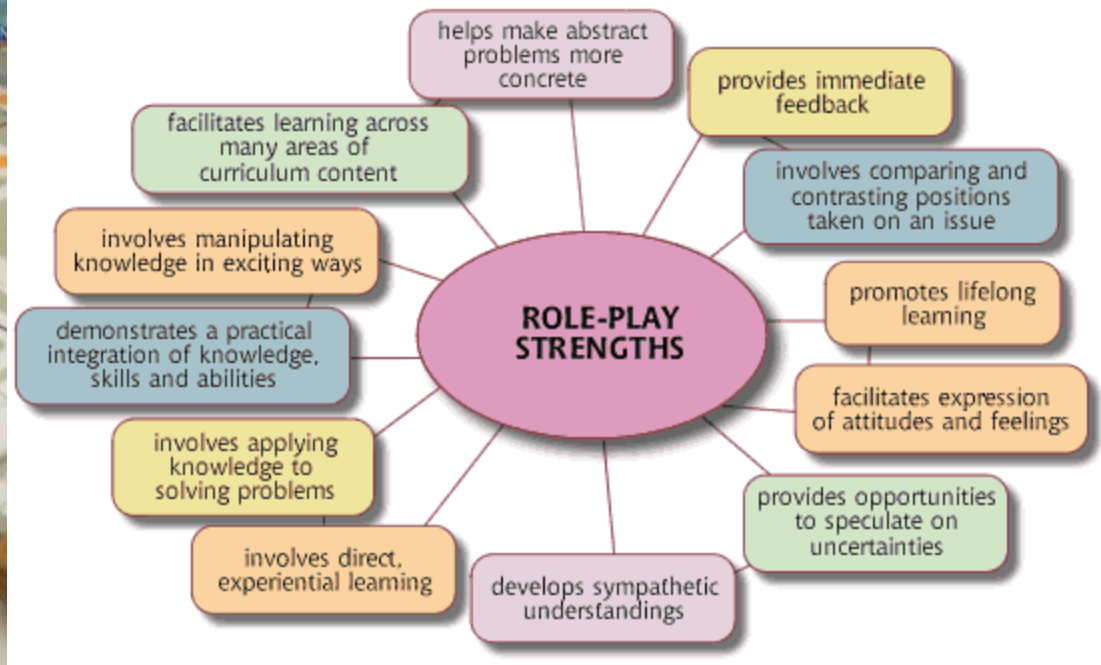 helps make abstract
problems more
concrete
provides immediate
feedback
facilitates learning across
many areas of
curriculum content
involves comparing and
contrasting positions
taken on an issue
involves manipulating
knowledge in exciting ways
promotes lifelong
learning
ROLE-PLAY
STRENGTHS
demonstrates a practical
integration of knowledge,
skills and abilities
facilitates expression
of attitudes and feelings
involves applying
knowledge to
solving problems
provides opportunities
to speculate on
uncertainties
involves direct,
experiential learning
develops sympathetic
understandings